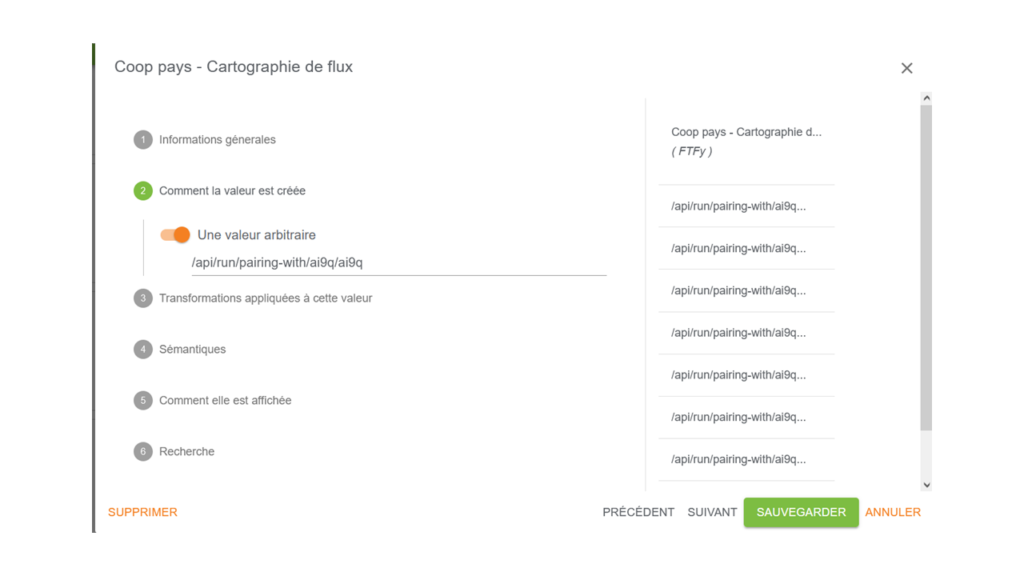 Coop pays - Cartographie de flux
1 Informations génerales
2 Comment la valeur est créée
Une valeur arbitraire
/api/run/pairing-with/ai9q/ai9q
3 Transformations appliquées à cette valeur
4 Sémantiques
5 Comment elle est affichée
6 Recherche
Coop pays - Cartographie d...
( FTFy )
/api/run/pairing-with/ai9q...
/api/run/pairing-with/ai9q...
/api/run/pairing-with/ai9q...
/api/run/pairing-with/ai9q...
/api/run/pairing-with/ai9q...
/api/run/pairing-with/ai9q...
/api/run/pairing-with/ai9q...
SUPPRIMER
PRÉCÉDENT SUIVANT SAUVEGARDER ANNULER